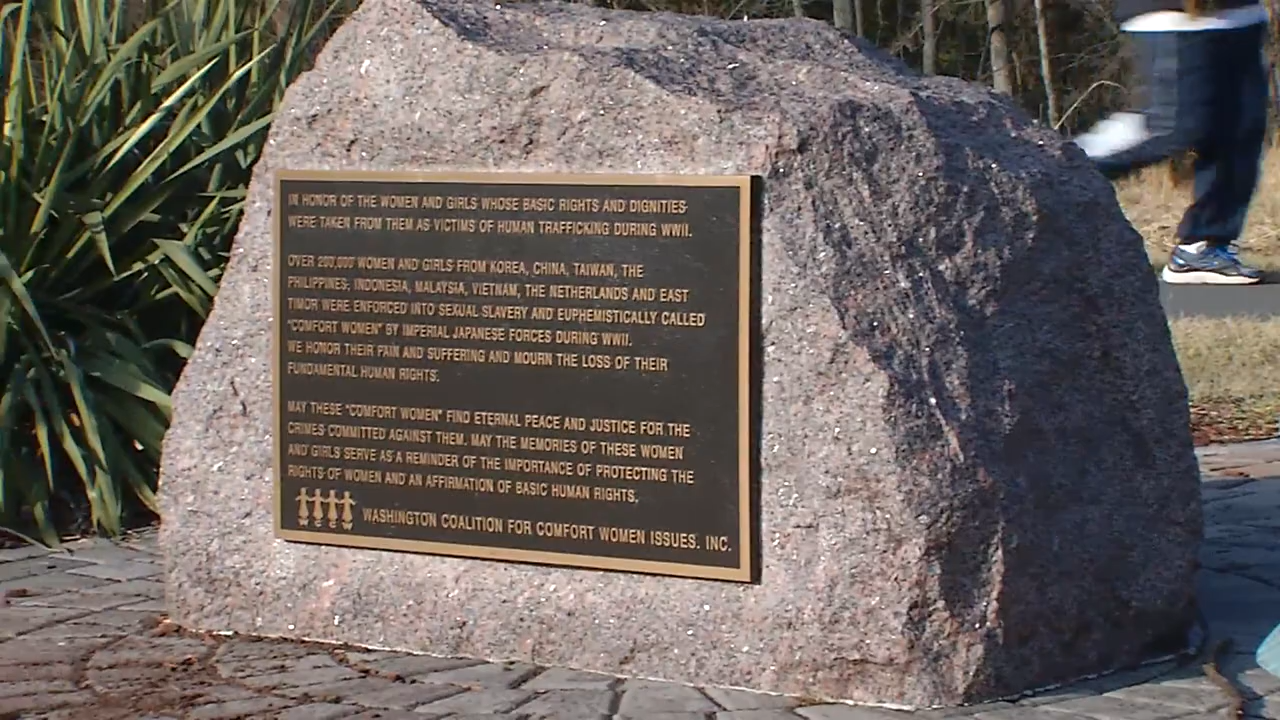 IN HONOR OF THE WOMEN AND GIRLS WHOSE BASIC RIGHTS AND DIGNITIES
WERE TAKEN FROM THEM AS VICTIMS OF HUMAN TRAFFICKING DURING WWII.
OVER 200,000 WOMEN AND GIRLS FROM KOREA, CHINA, TAIWAN, THE
PHILIPPINES, INDONESIA, MALAYSIA, VIETNAM, THE NETHERLANDS AND EAST
TIMOR WERE ENFORCED INTO SEXUAL SLAVERY AND EUPHEMISTICALLY CALLED
"COMFORT WOMEN" BY IMPERIAL JAPANESE FORCES DURING WWII.
WE HONOR THEIR PAIN AND SUFFERING AND MOURN THE LOSS OF THEIR
FUNDAMENTAL HUMAN RIGHTS.
MAY THESE "COMFORT WOMEN" FIND ETERNAL PEACE AND JUSTICE FOR THE
CRIMES COMMITTED AGAINST THEM. MAY THE MEMORIES OF THESE WOMEN
AND GIRLS SERVE AS A REMINDER OF THE IMPORTANCE OF PROTECTING THE
RIGHTS OF WOMEN AND AN AFFIRMATION OF BASIC HUMAN RIGHTS.
WASHINGTON COALITION FOR COMFORT WOMEN ISSUES. INC.